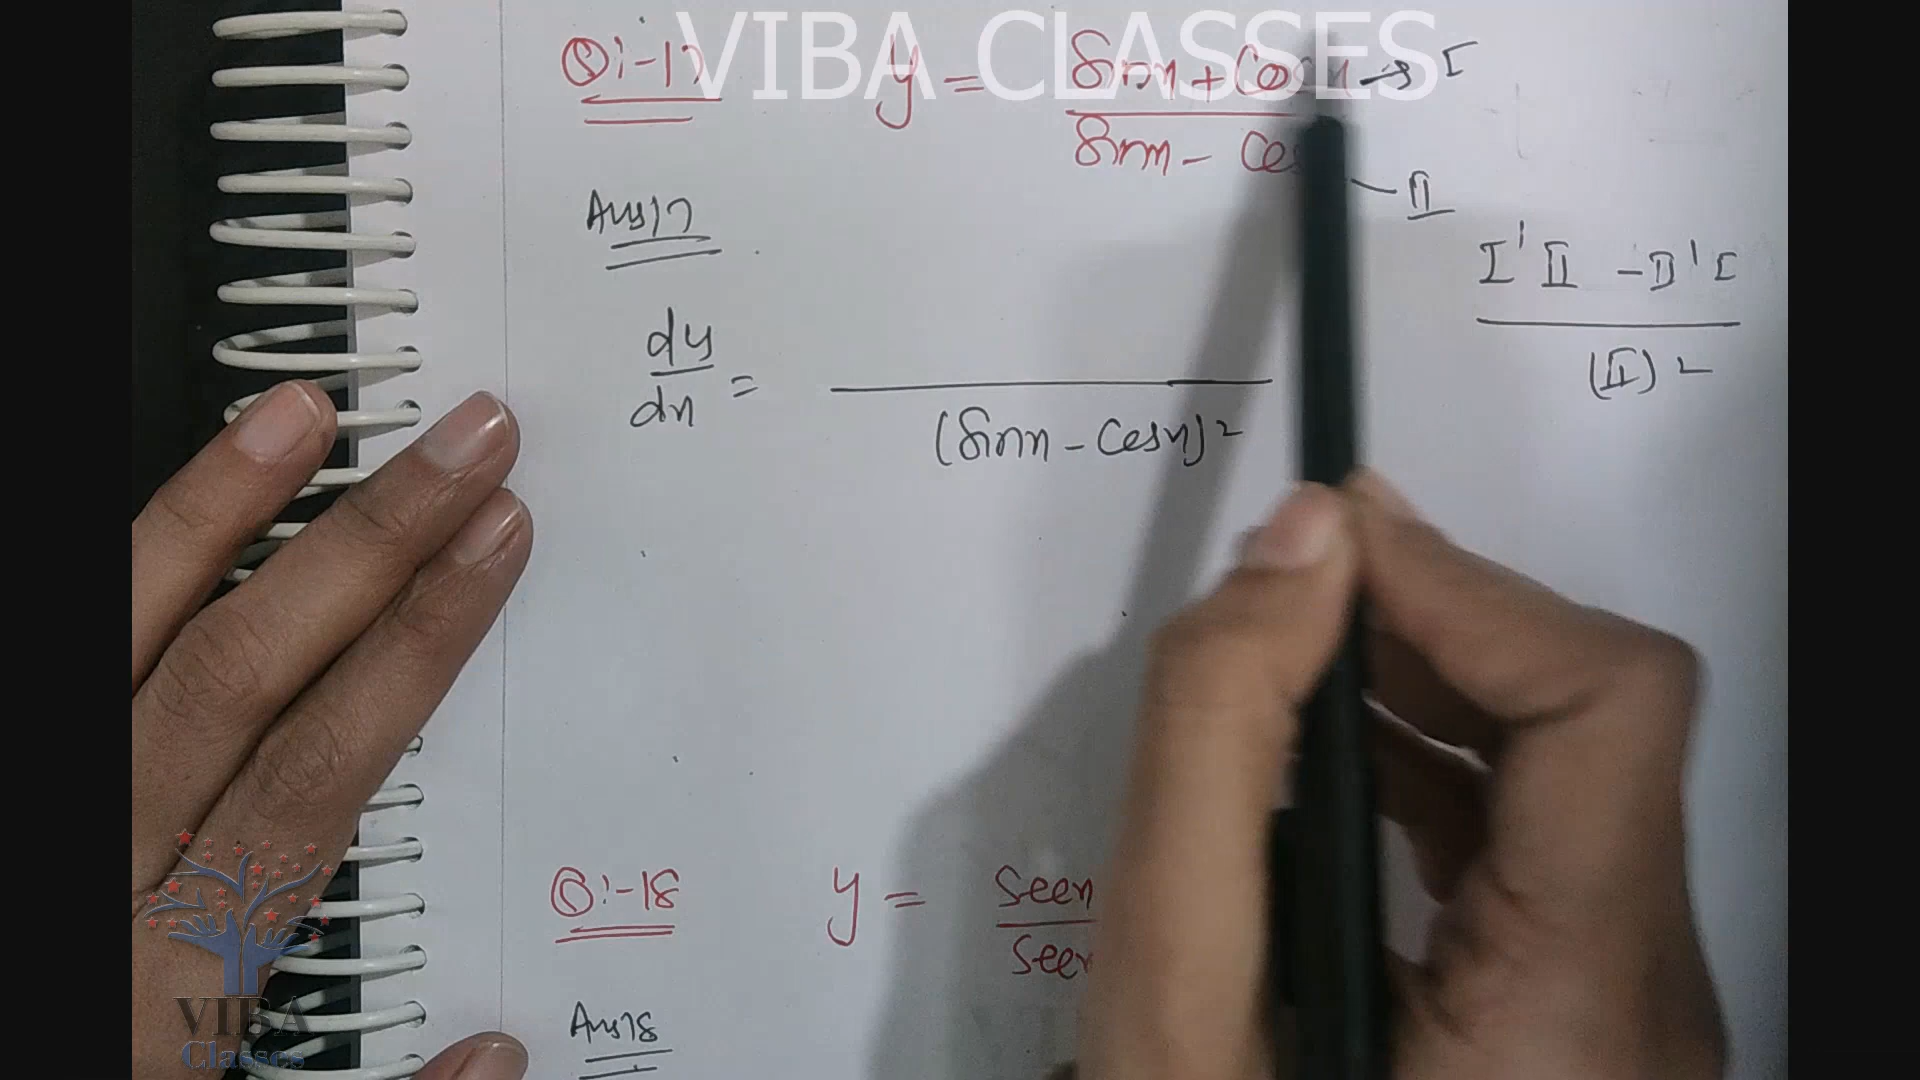 VIBA CLASSES
Q:-17 y = Sinx + Cosx → I
Sinx - Cos — II
Ans17
I' II - II' I
(II)²
dy
dx =
(Sinx - Cosx)²
Q:-18 y = Secx
Sec
Ans18
VIBA
Classes